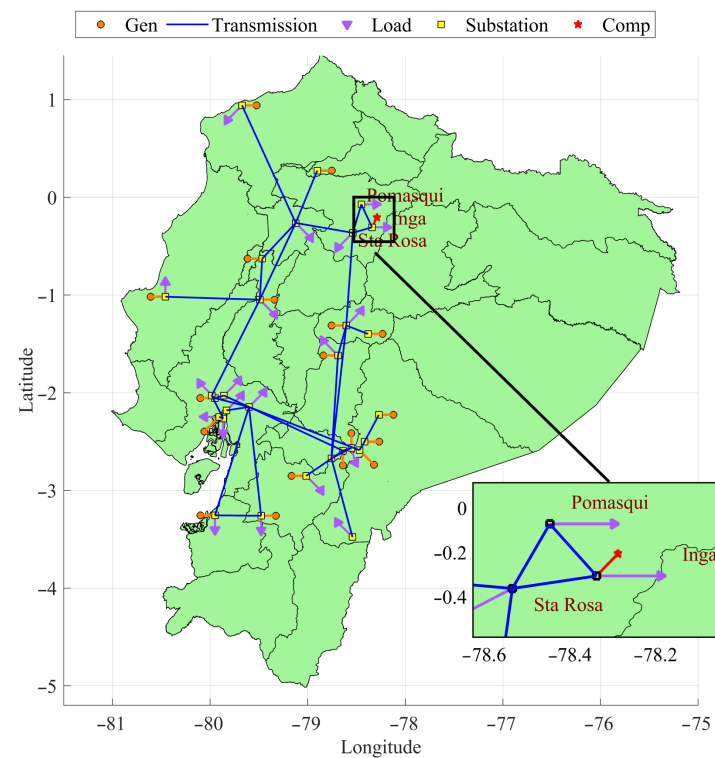 Gen Transmission Load Substation Comp
1
0
−1
−2
−3
−4
−5
Latitude
Pomasqui
Inga
Sta Rosa
0
−0.2
−0.4
Pomasqui
Inga
Sta Rosa
−78.6 −78.4 −78.2
−81 −80 −79 −78 −77 −76 −75
Longitude